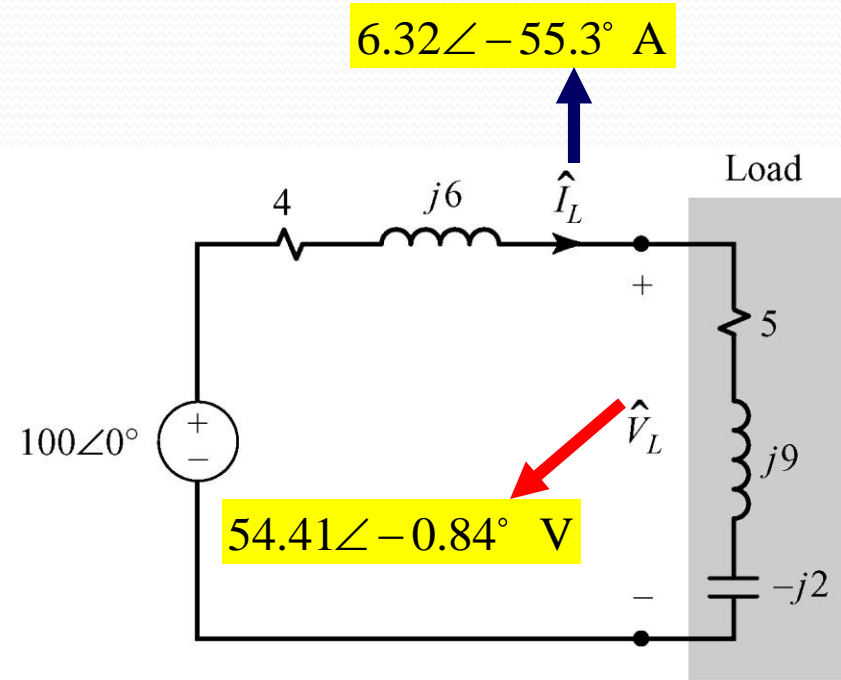 6.32∠−55.3° A
Load
4
j6
Î_L
+
5
100∠0°
+
−
V̂_L
j9
54.41∠−0.84° V
−
−j2